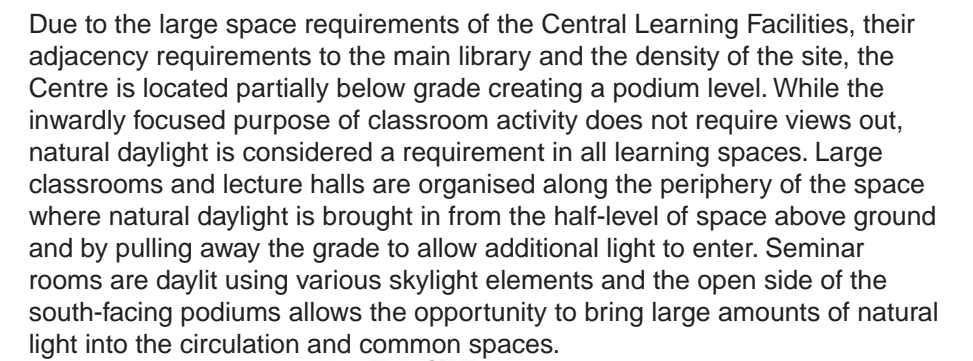 Due to the large space requirements of the Central Learning Facilities, their
adjacency requirements to the main library and the density of the site, the
Centre is located partially below grade creating a podium level. While the
inwardly focused purpose of classroom activity does not require views out,
natural daylight is considered a requirement in all learning spaces. Large
classrooms and lecture halls are organised along the periphery of the space
where natural daylight is brought in from the half-level of space above ground
and by pulling away the grade to allow additional light to enter. Seminar
rooms are daylit using various skylight elements and the open side of the
south-facing podiums allows the opportunity to bring large amounts of natural
light into the circulation and common spaces.